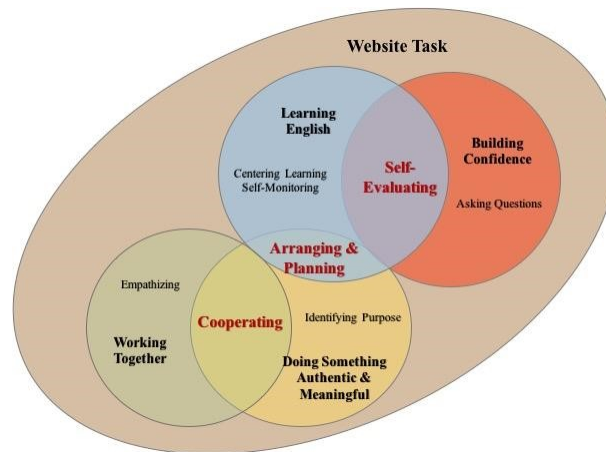 Website Task
Learning
English
Building
Confidence
Centering Learning
Self-Monitoring
Self-
Evaluating
Asking Questions
Arranging &
Planning
Empathizing
Cooperating
Identifying Purpose
Working
Together
Doing Something
Authentic &
Meaningful